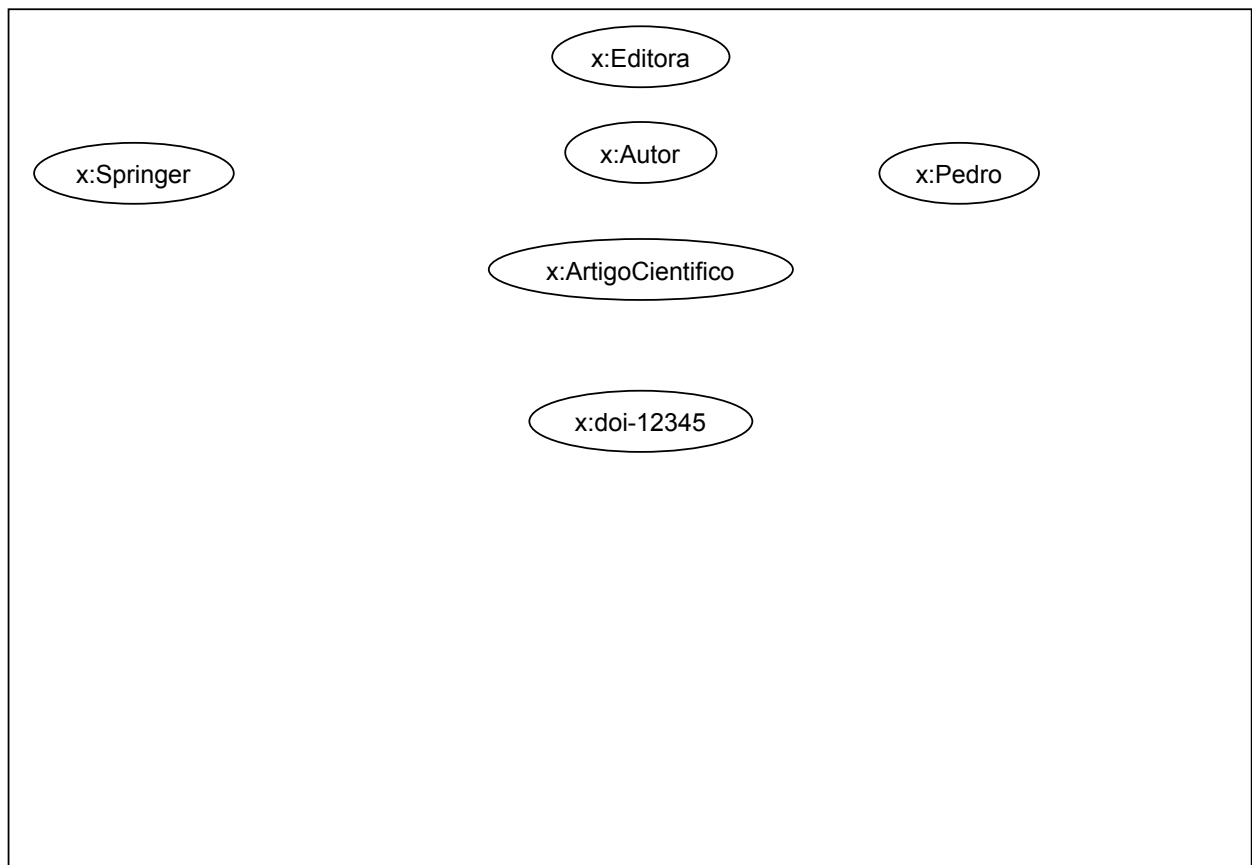 x:Editora
x:Autor
x:Springer
x:Pedro
x:ArtigoCientifico
x:doi-12345